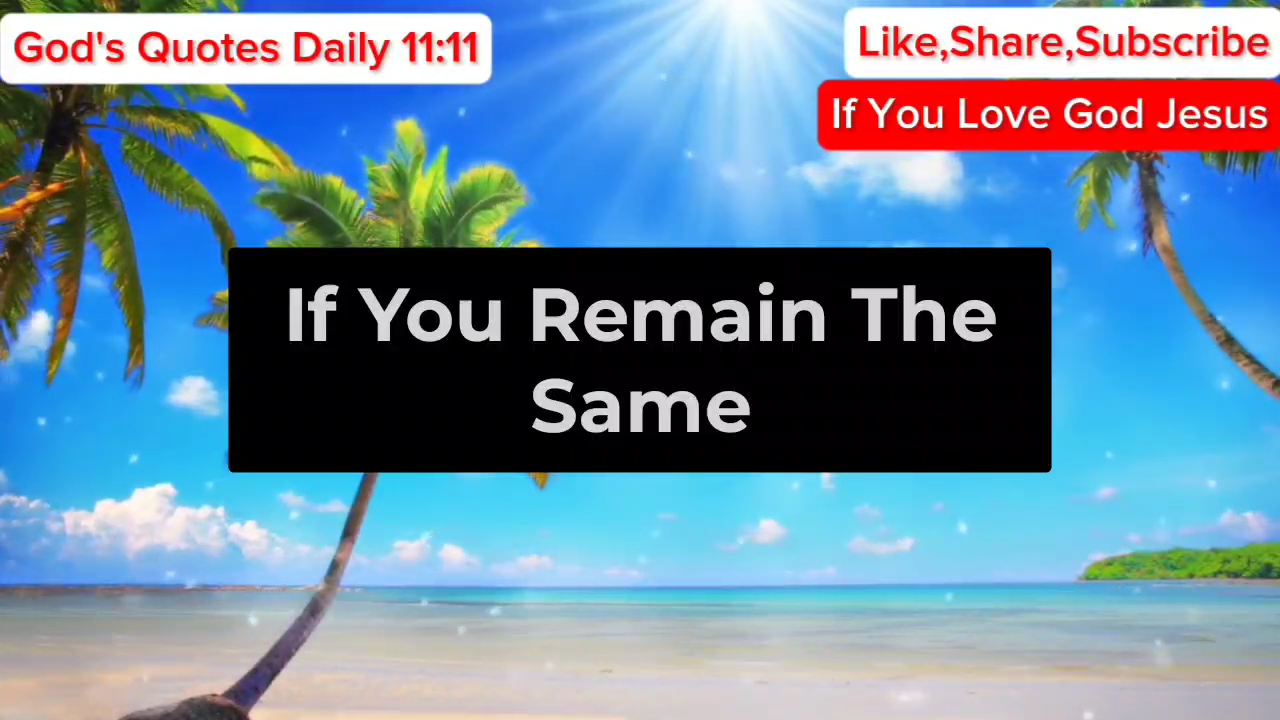 God's Quotes Daily 11:11
Like,Share,Subscribe
If You Love God Jesus
If You Remain The
Same